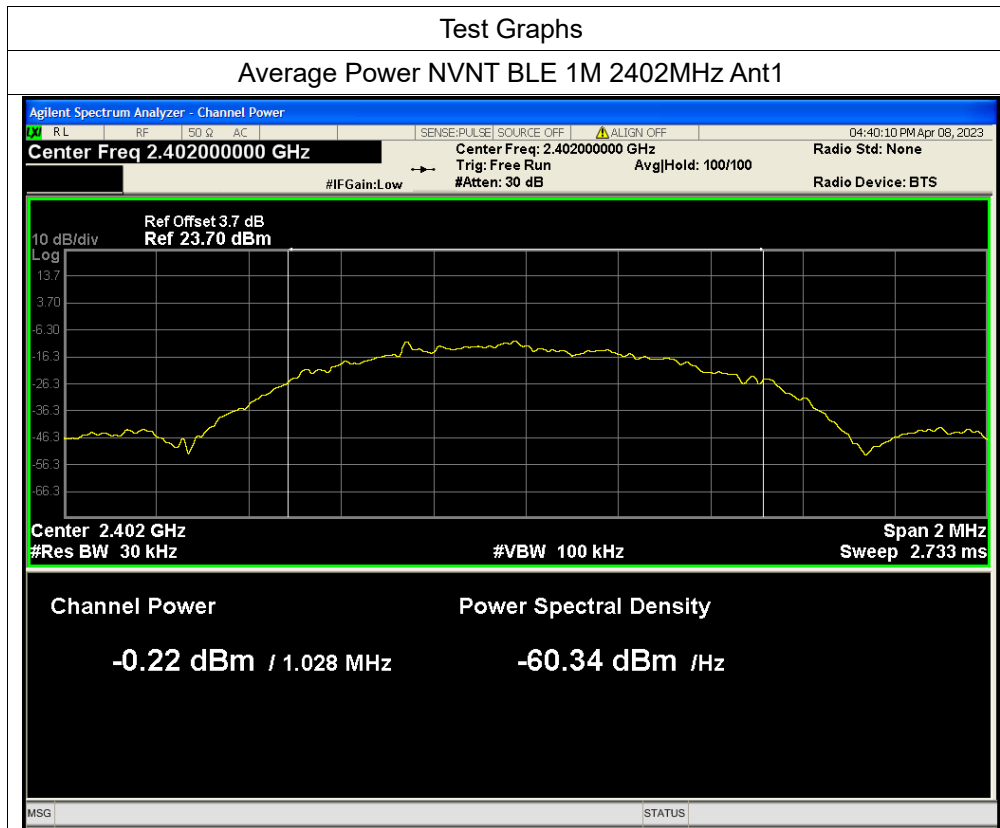 Test Graphs
Average Power NVNT BLE 1M 2402MHz Ant1
Agilent Spectrum Analyzer - Channel Power
LXI RL RF 50 Ω AC SENSE:PULSE SOURCE OFF ALIGN OFF 04:40:10 PM Apr 08, 2023
Center Freq 2.402000000 GHz Center Freq: 2.402000000 GHz Radio Std: None
Trig: Free Run Avg|Hold: 100/100
#IFGain:Low #Atten: 30 dB Radio Device: BTS
Ref Offset 3.7 dB
10 dB/div Ref 23.70 dBm
Log
13.7
3.70
-6.30
-16.3
-26.3
-36.3
-46.3
-56.3
-66.3
Center 2.402 GHz Span 2 MHz
#Res BW 30 kHz #VBW 100 kHz Sweep 2.733 ms
Channel Power Power Spectral Density
-0.22 dBm / 1.028 MHz -60.34 dBm /Hz
MSG STATUS